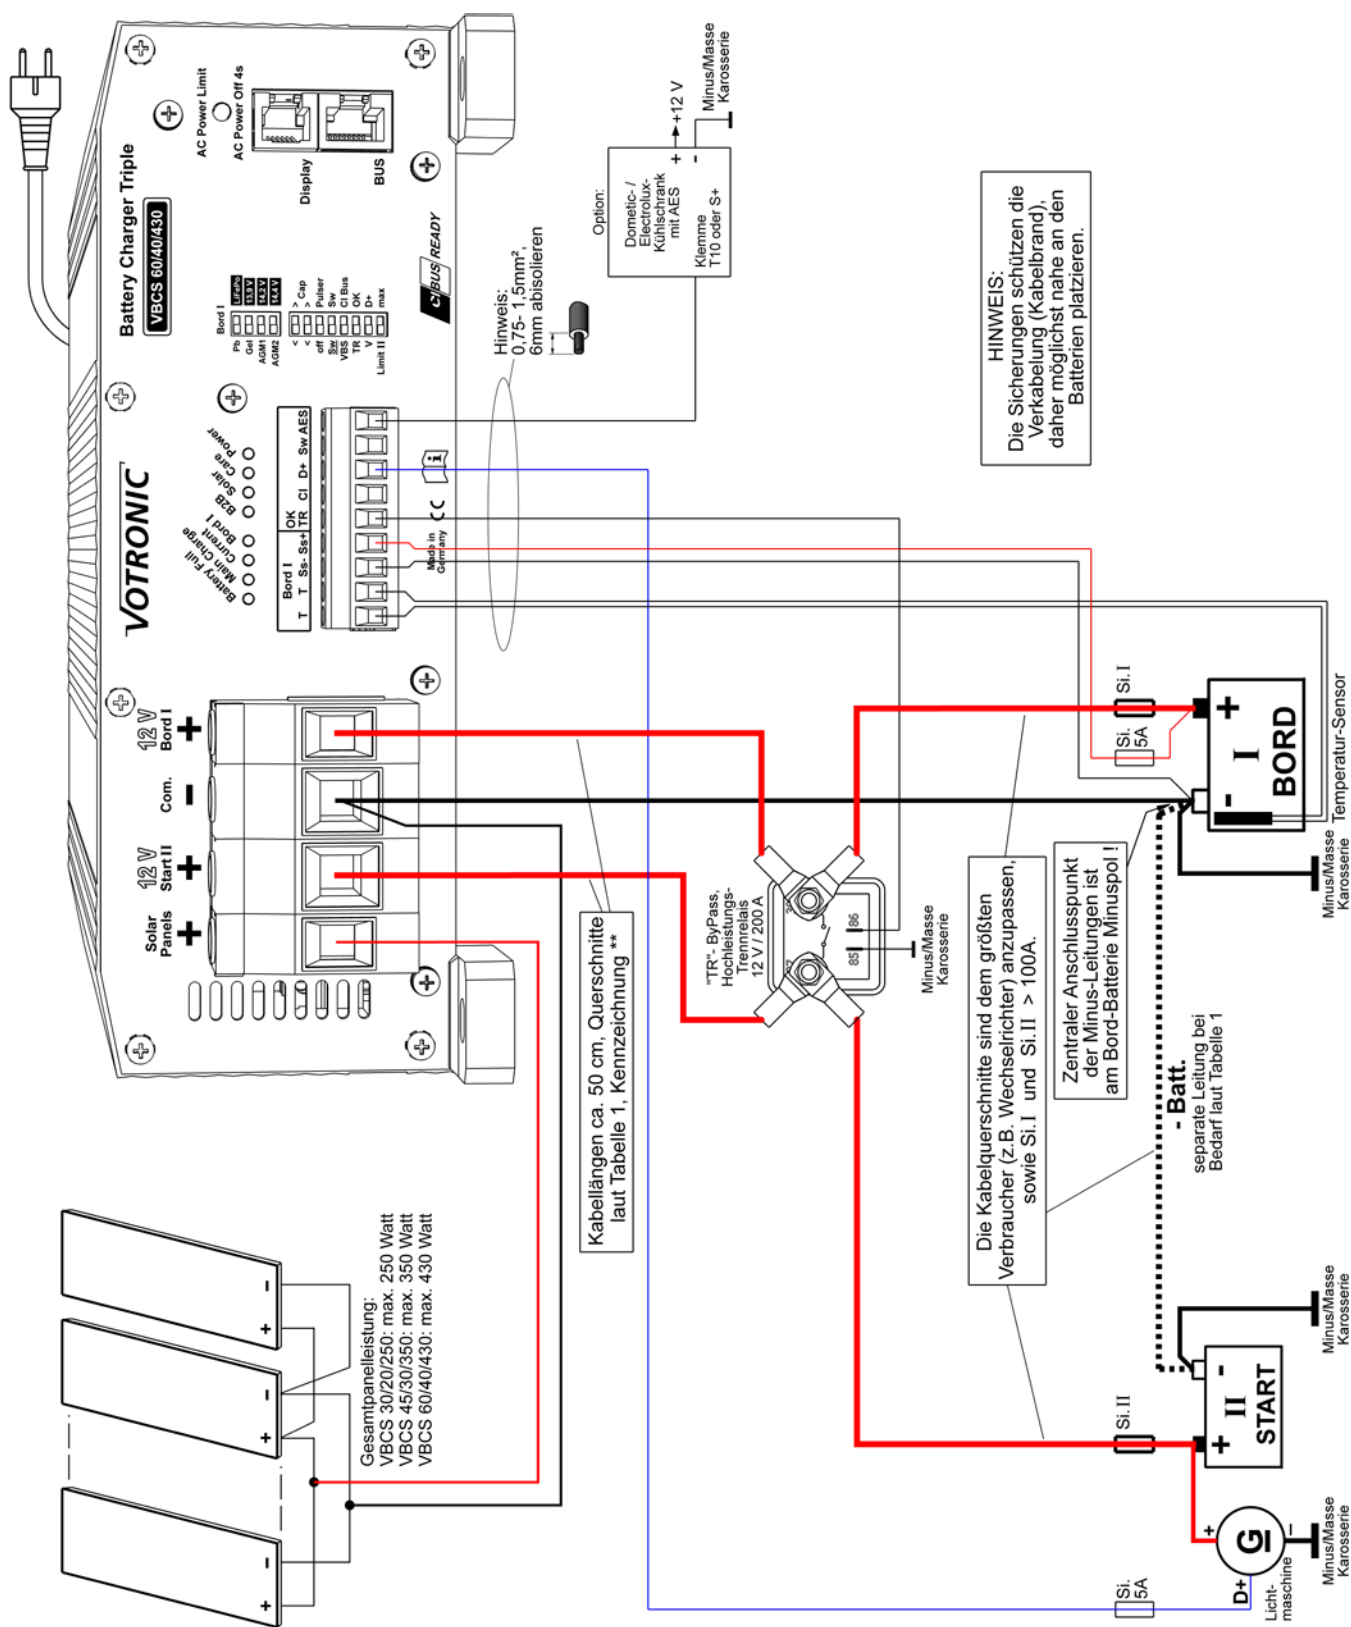 AC Power Limit
AC Power Off 4s
Display
BUS
Battery Charger Triple
VBCS 60/40/430
CI BUS READY
Bord I
Pb LiFePo
Gel 13,9 V
AGM1 14,2 V
AGM2 14,4 V
< > Cap
< >
off Pulser
Sw Sw
VBS CI Bus
TR OK
V D+
Limit II max
VOTRONIC
Power
Care
Solar
B2B
Bord I
Current
Main Charge
Battery Full
Bord I
OK
T T Ss- Ss+ TR CI D+ Sw AES
Made in
Germany
CE
i
Hinweis:
0,75- 1,5mm²,
6mm abisolieren
Option:
Dometic- /
Electrolux-
Kühlschrank
mit AES
Klemme
T10 oder S+
+ +12 V
-
Minus/Masse
Karosserie
HINWEIS:
Die Sicherungen schützen die
Verkabelung (Kabelbrand),
daher möglichst nahe an den
Batterien platzieren.
Solar
Panels
+
12 V
Start II
+
Com.
-
12 V
Bord I
+
Gesamtpanelleistung:
VBCS 30/20/250: max. 250 Watt
VBCS 45/30/350: max. 350 Watt
VBCS 60/40/430: max. 430 Watt
+ -
+ -
+ -
Kabellängen ca. 50 cm, Querschnitte
laut Tabelle 1, Kennzeichnung **
"TR"- ByPass,
Hochleistungs-
Trennrelais
12 V / 200 A
85
86
Minus/Masse
Karosserie
Die Kabelquerschnitte sind dem größten
Verbraucher (z.B. Wechselrichter) anzupassen,
sowie Si.I und Si.II > 100A.
Zentraler Anschlusspunkt
der Minus-Leitungen ist
am Bord-Batterie Minuspol !
- Batt.
separate Leitung bei
Bedarf laut Tabelle 1
Si.I
Si.
5A
- +
I
BORD
Temperatur-Sensor
Minus/Masse
Karosserie
Si.II
+ -
II
START
Minus/Masse
Karosserie
Si.
5A
D+
+
G
-
Licht-
maschine
Minus/Masse
Karosserie